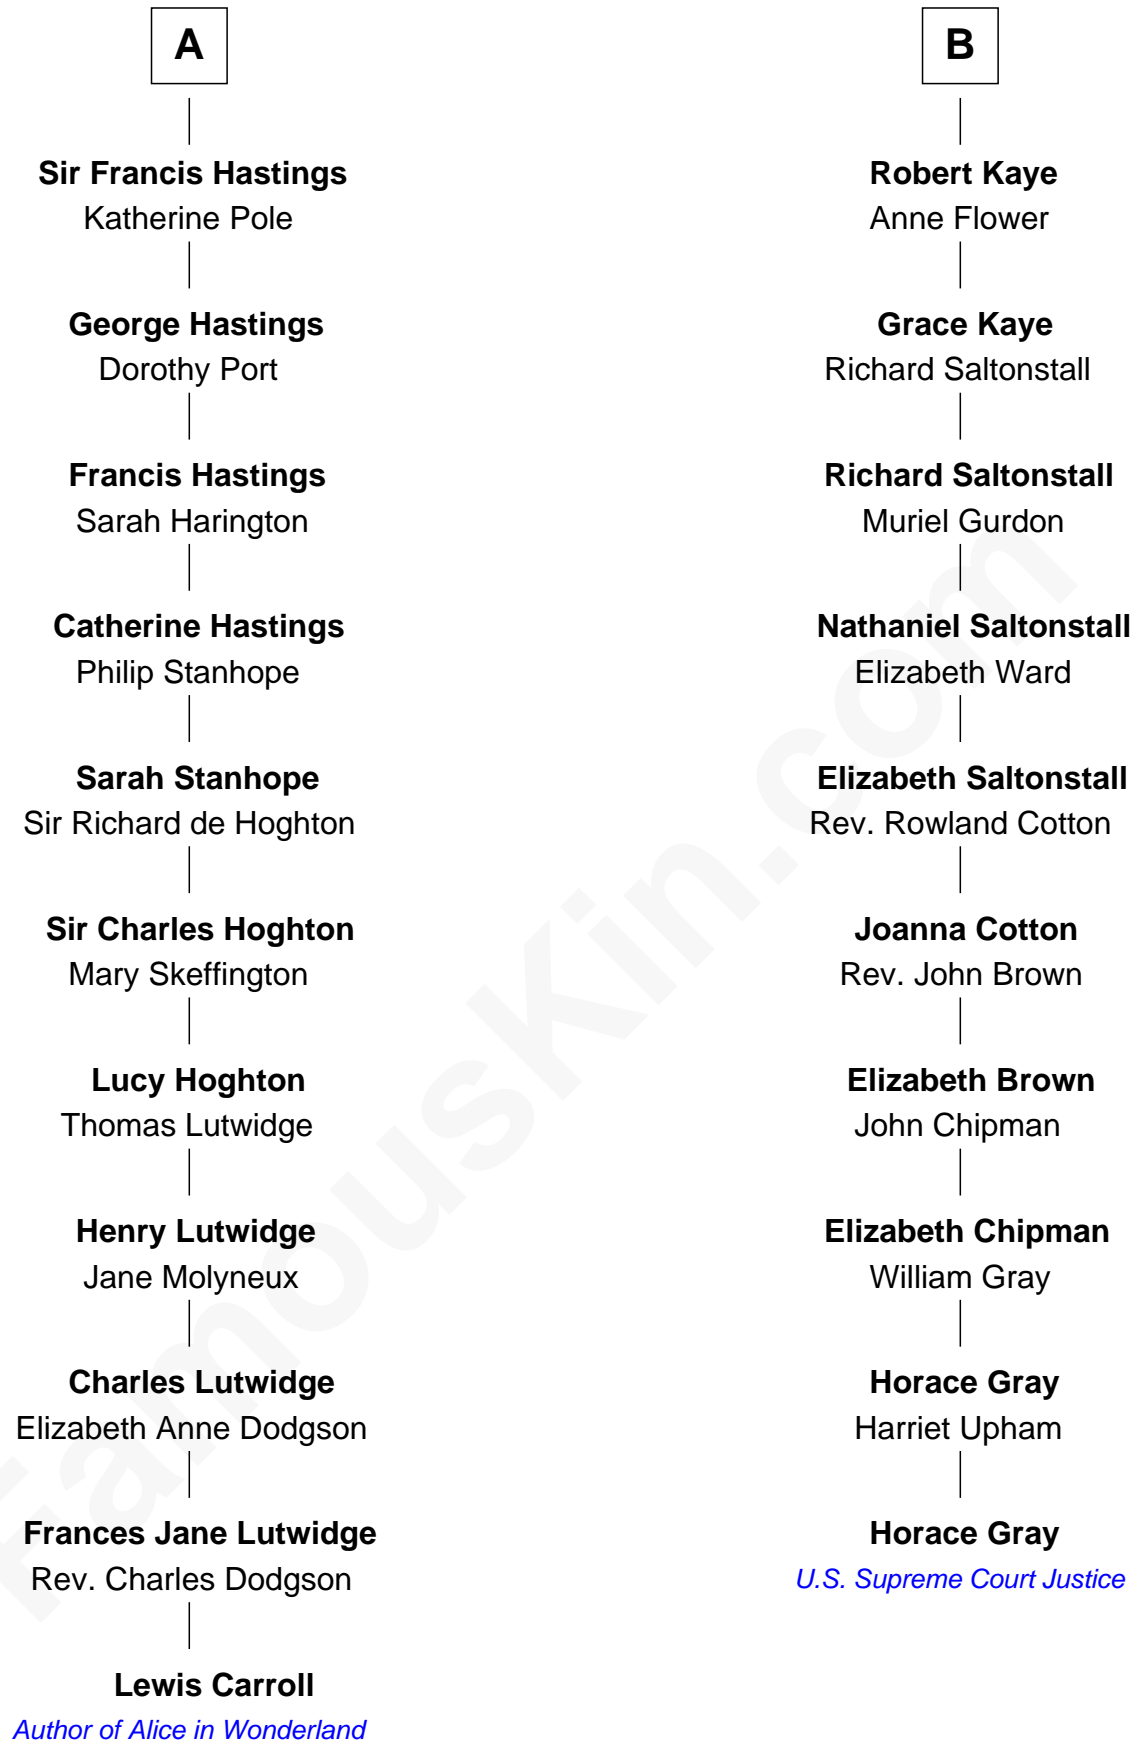 A
Sir Francis Hastings
Katherine Pole
George Hastings
Dorothy Port
Francis Hastings
Sarah Harington
Catherine Hastings
Philip Stanhope
Sarah Stanhope
Sir Richard de Hoghton
Sir Charles Hoghton
Mary Skeffington
Lucy Hoghton
Thomas Lutwidge
Henry Lutwidge
Jane Molyneux
Charles Lutwidge
Elizabeth Anne Dodgson
Frances Jane Lutwidge
Rev. Charles Dodgson
Lewis Carroll
Author of Alice in Wonderland
B
Robert Kaye
Anne Flower
Grace Kaye
Richard Saltonstall
Richard Saltonstall
Muriel Gurdon
Nathaniel Saltonstall
Elizabeth Ward
Elizabeth Saltonstall
Rev. Rowland Cotton
Joanna Cotton
Rev. John Brown
Elizabeth Brown
John Chipman
Elizabeth Chipman
William Gray
Horace Gray
Harriet Upham
Horace Gray
U.S. Supreme Court Justice
FamousKin.com